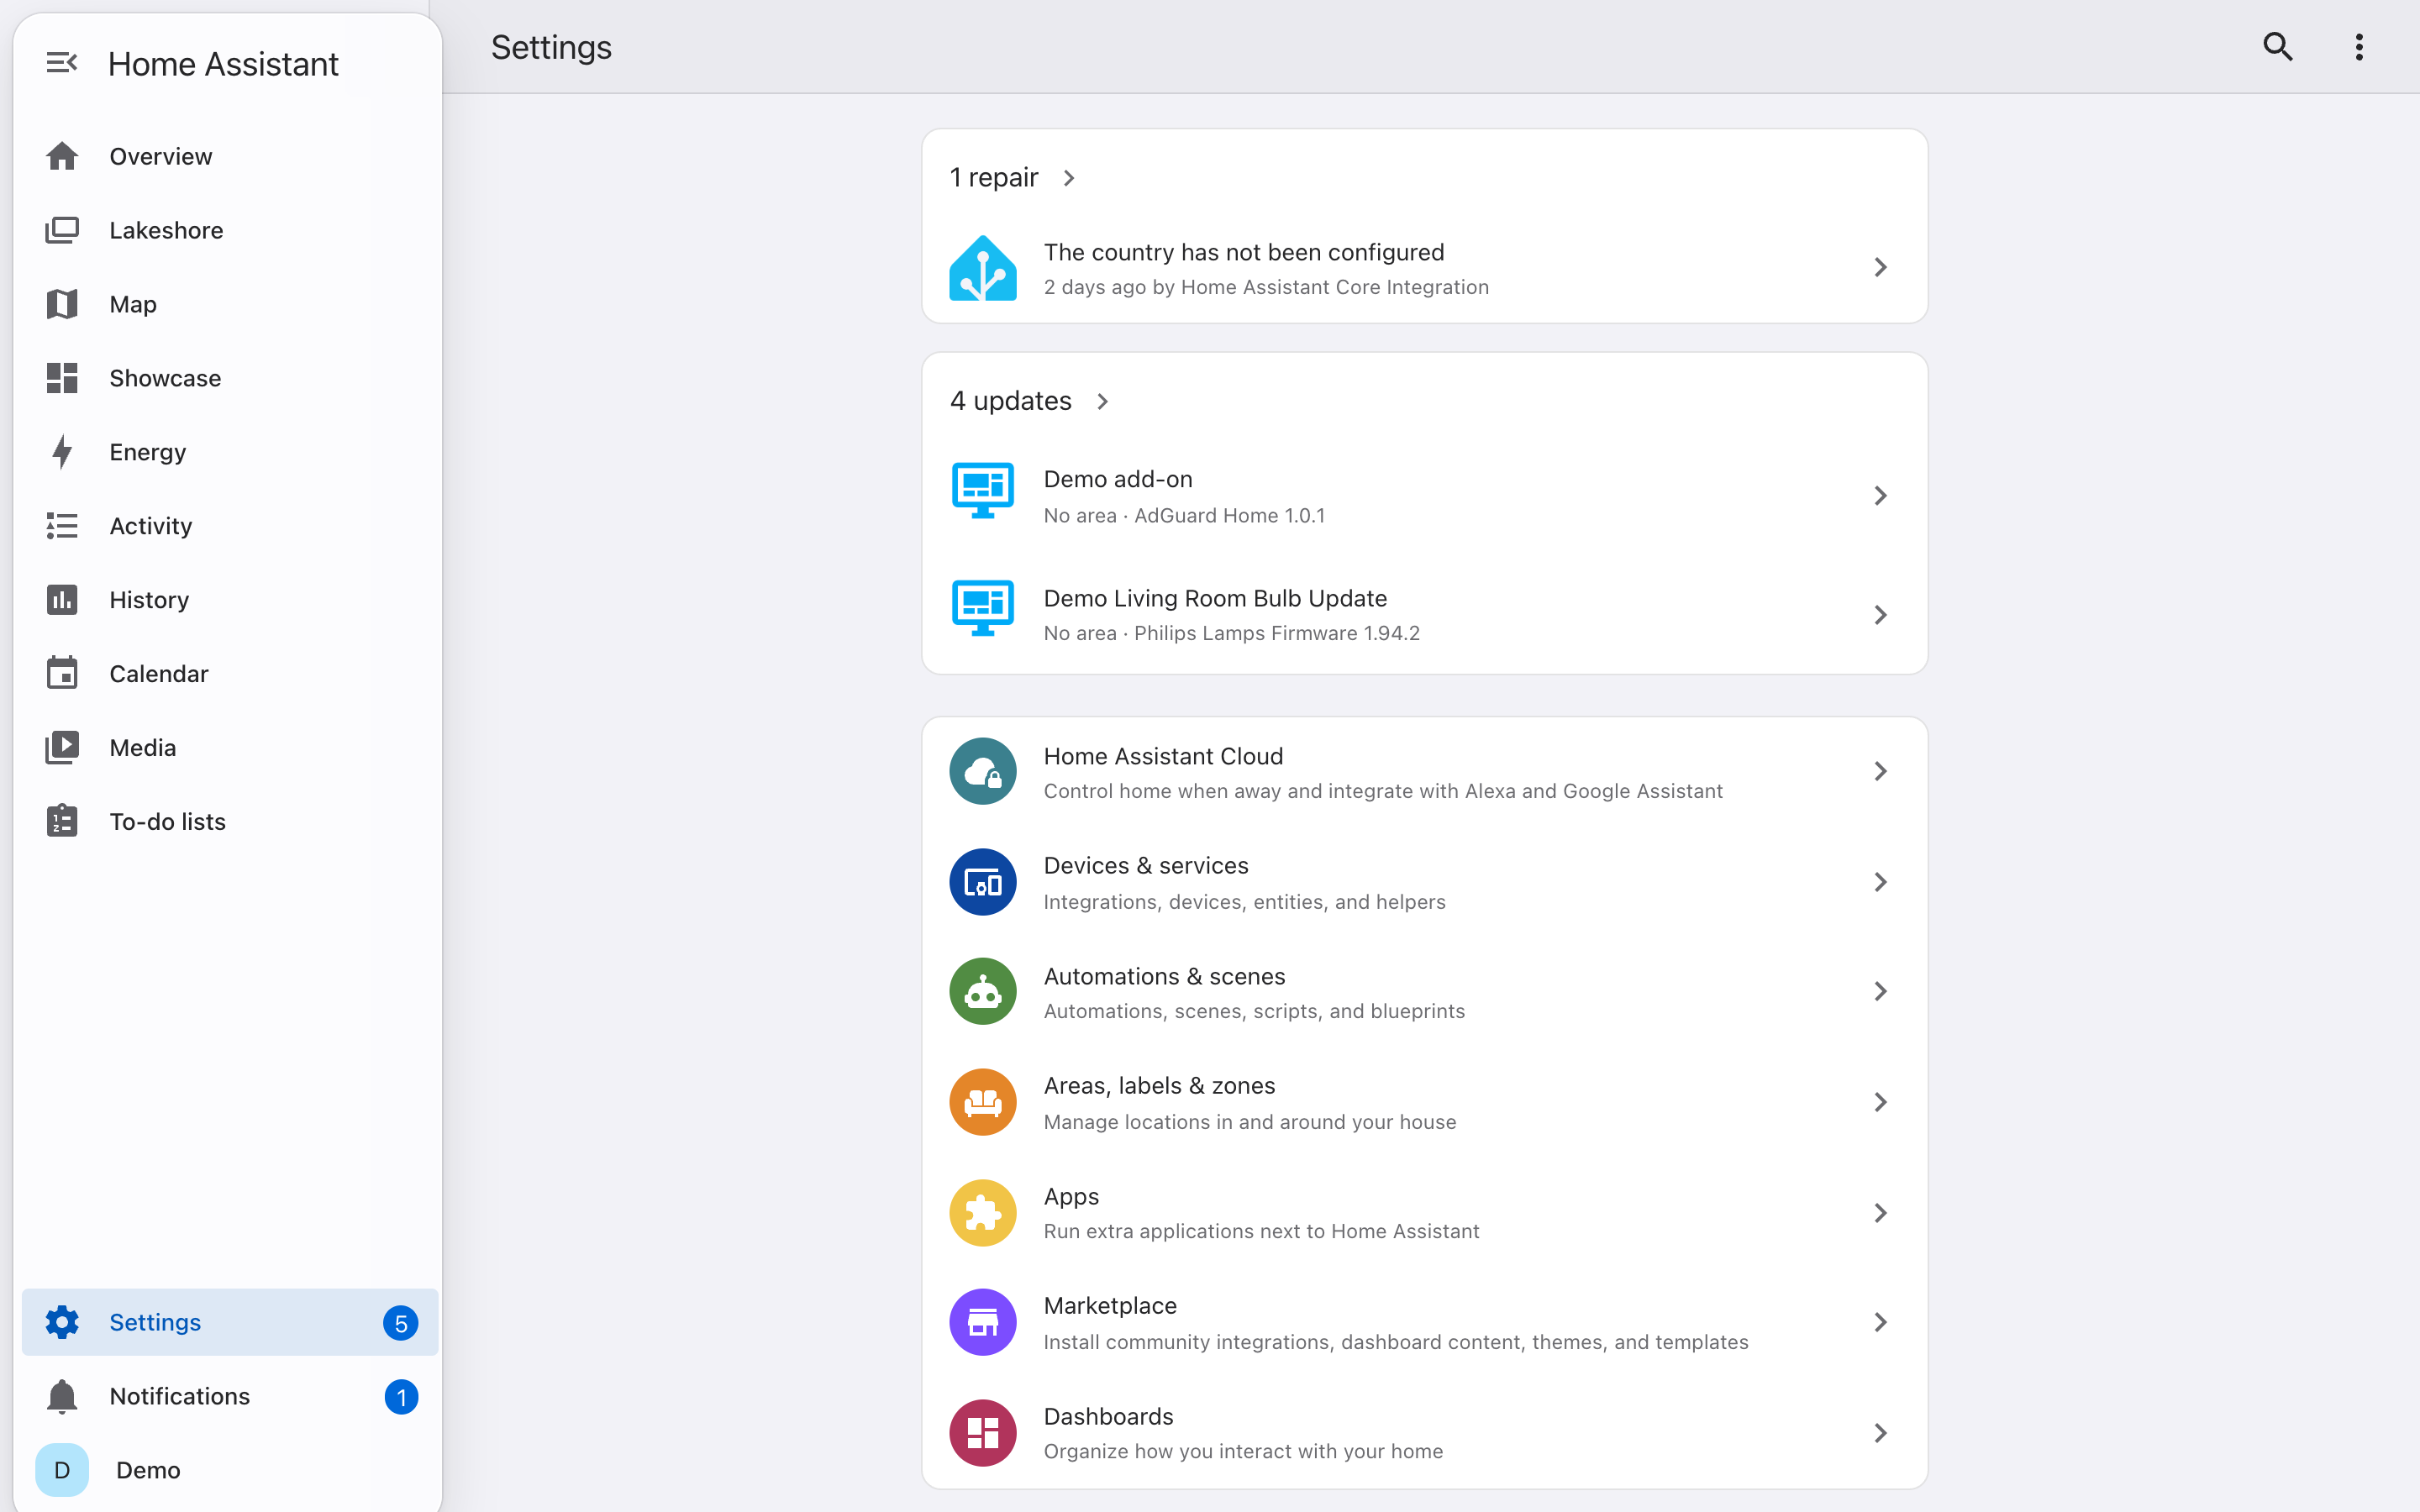 Home Assistant
Overview
Lakeshore
Map
Showcase
Energy
Activity
History
Calendar
Media
To-do lists
Settings 5
Notifications 1
D Demo
Settings
1 repair
The country has not been configured
2 days ago by Home Assistant Core Integration
4 updates
Demo add-on
No area · AdGuard Home 1.0.1
Demo Living Room Bulb Update
No area · Philips Lamps Firmware 1.94.2
Home Assistant Cloud
Control home when away and integrate with Alexa and Google Assistant
Devices & services
Integrations, devices, entities, and helpers
Automations & scenes
Automations, scenes, scripts, and blueprints
Areas, labels & zones
Manage locations in and around your house
Apps
Run extra applications next to Home Assistant
Marketplace
Install community integrations, dashboard content, themes, and templates
Dashboards
Organize how you interact with your home